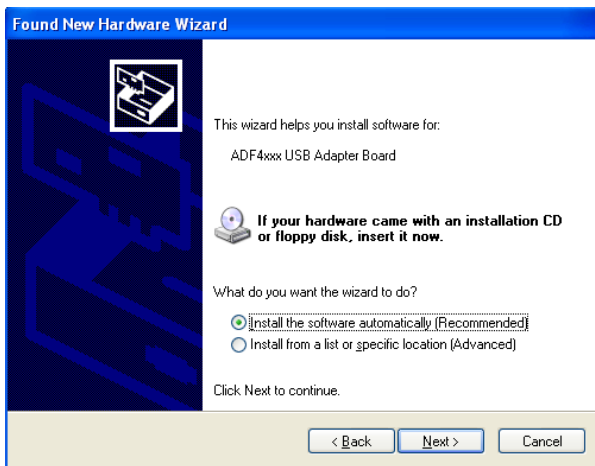 Found New Hardware Wizard
This wizard helps you install software for:
ADF4xxx USB Adapter Board
If your hardware came with an installation CD
or floppy disk, insert it now.
What do you want the wizard to do?
Install the software automatically (Recommended)
Install from a list or specific location (Advanced)
Click Next to continue.
< Back Next > Cancel